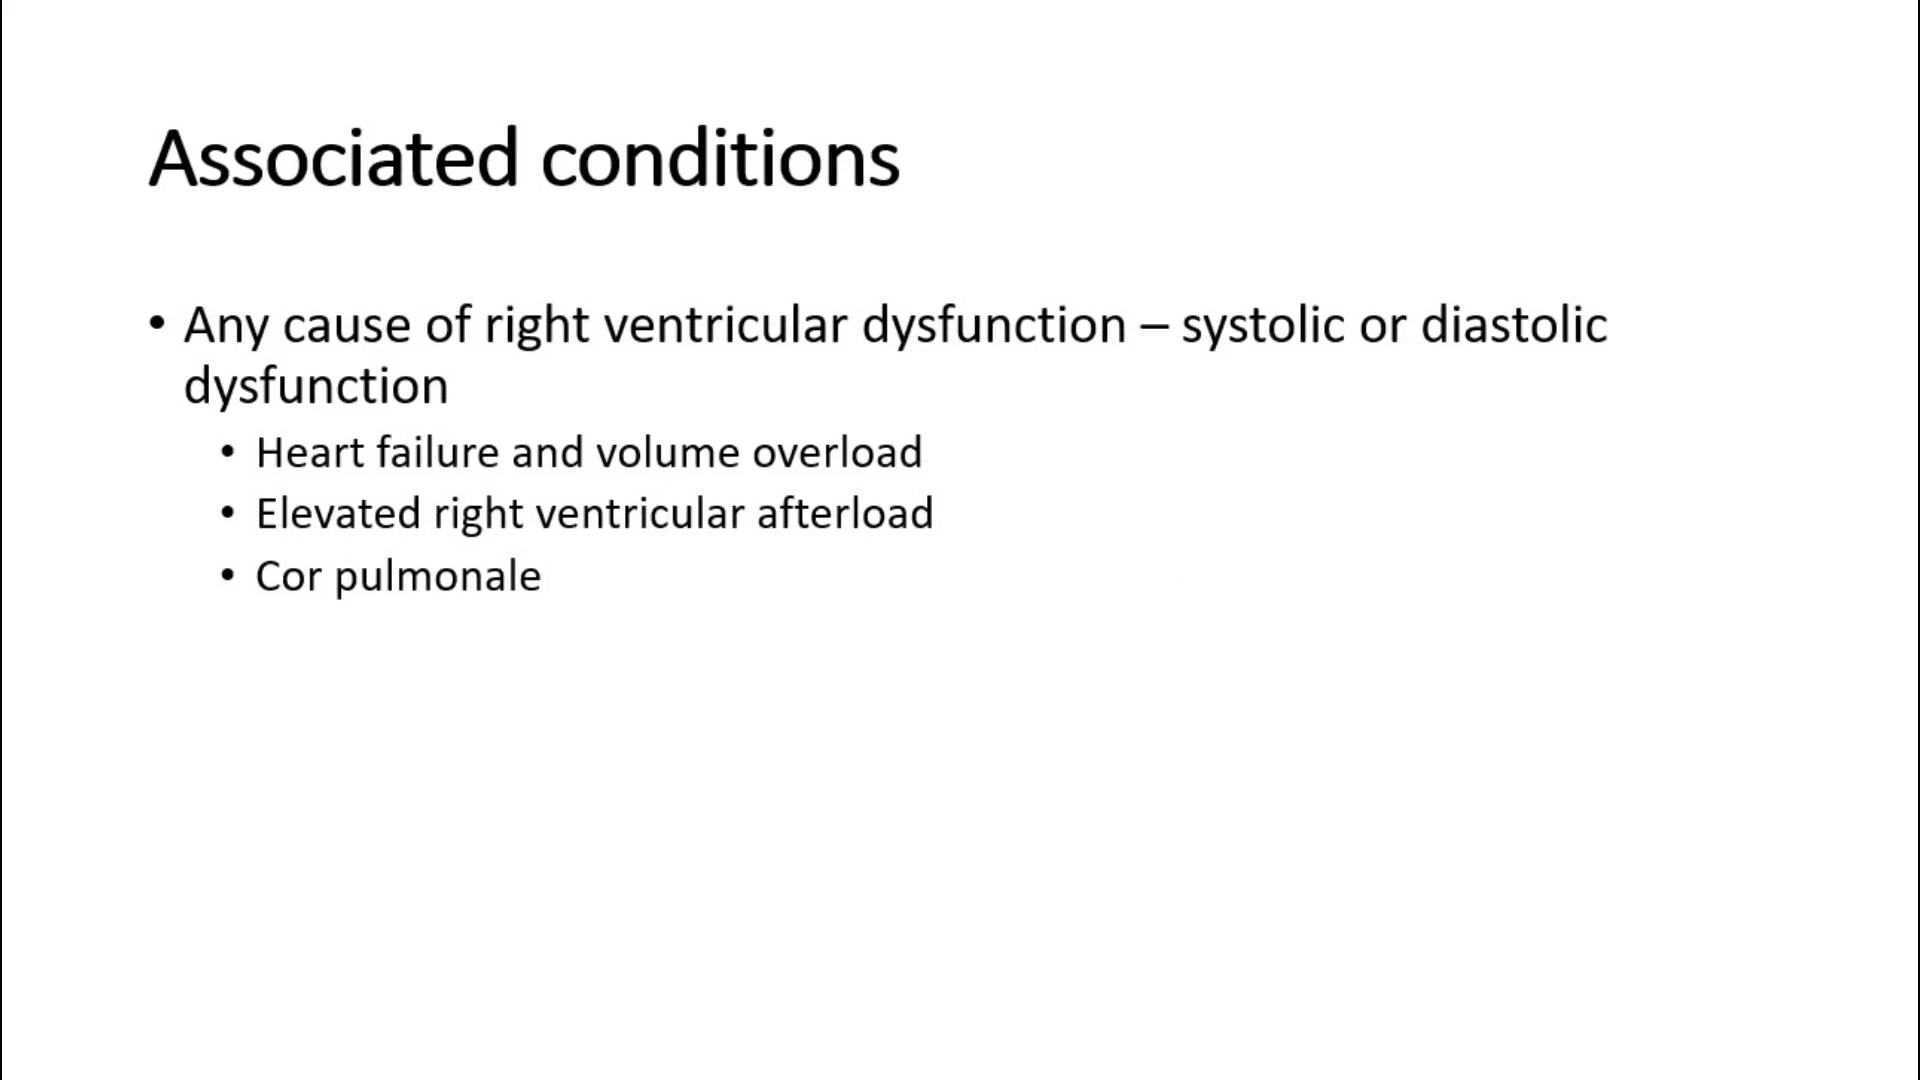 Associated conditions
• Any cause of right ventricular dysfunction – systolic or diastolic
dysfunction
• Heart failure and volume overload
• Elevated right ventricular afterload
• Cor pulmonale